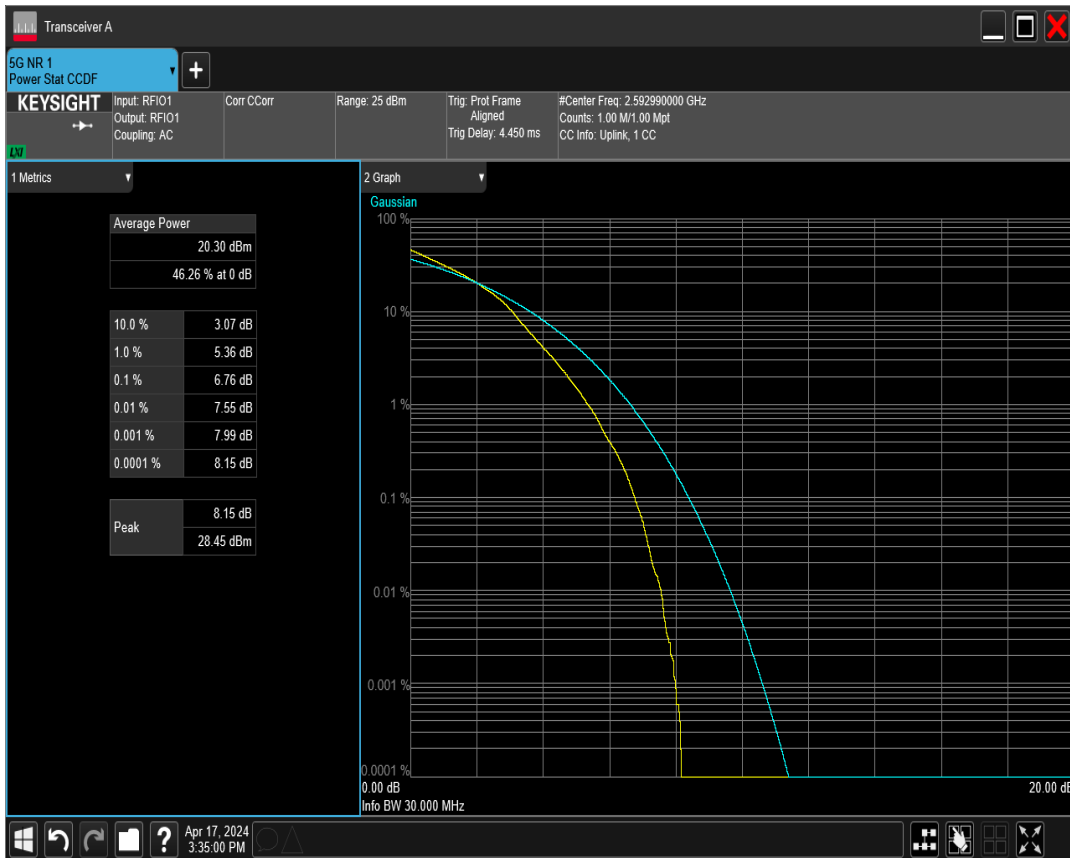 Transceiver A
5G NR 1
Power Stat CCDF
+
KEYSIGHT
LXI
Input: RFIO1
Output: RFIO1
Coupling: AC
Corr CCorr
Range: 25 dBm
Trig: Prot Frame
Aligned
Trig Delay: 4.450 ms
#Center Freq: 2.592990000 GHz
Counts: 1.00 M/1.00 Mpt
CC Info: Uplink, 1 CC
1 Metrics
Average Power
20.30 dBm
46.26 % at 0 dB
10.0 % 3.07 dB
1.0 % 5.36 dB
0.1 % 6.76 dB
0.01 % 7.55 dB
0.001 % 7.99 dB
0.0001 % 8.15 dB
Peak
8.15 dB
28.45 dBm
2 Graph
Gaussian
100 %
10 %
1 %
0.1 %
0.01 %
0.001 %
0.0001 %
0.00 dB 20.00 dB
Info BW 30.000 MHz
?
Apr 17, 2024
3:35:00 PM